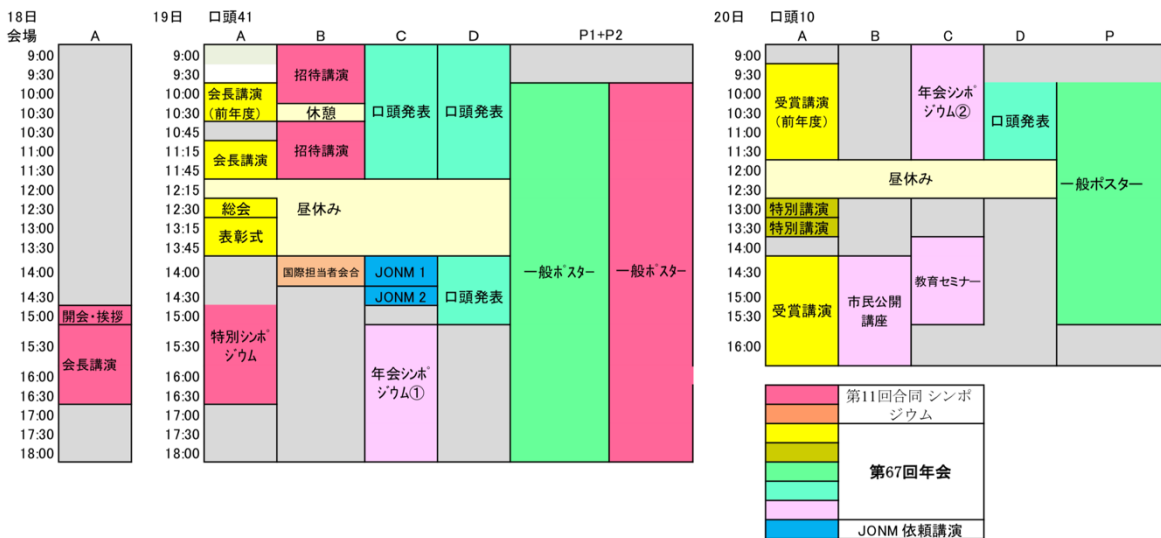 18日
会場 A
9:00
9:30
10:00
10:30
10:45
11:15
11:45
12:00
12:30
13:00
13:30
14:00
14:30
15:00
15:30
16:00
16:30
17:00
17:30
18:00
開会・挨拶
会長講演
19日 口頭41
A B C D P1+P2
9:00
9:30
10:00
10:30
10:45
11:00
11:15
11:30
11:45
12:00
12:15
12:30
13:00
13:15
13:30
13:45
14:00
14:30
15:00
15:30
16:00
16:30
17:00
17:30
18:00
会長講演
(前年度)
会長講演
総会
表彰式
特別シンポ
ジウム
招待講演
休憩
招待講演
昼休み
国際担当者会合
口頭発表
JONM 1
JONM 2
年会シンポ
ジウム①
口頭発表
口頭発表
一般ポスター
一般ポスター
20日 口頭10
A B C D P
9:00
9:30
10:00
10:30
11:00
11:30
12:00
12:30
13:00
13:30
14:00
14:30
15:00
15:30
16:00
受賞講演
(前年度)
年会シンポ
ジウム②
口頭発表
昼休み
一般ポスター
特別講演
特別講演
受賞講演
市民公開
講座
教育セミナー
第11回合同 シンポ
ジウム
第67回年会
JONM 依頼講演